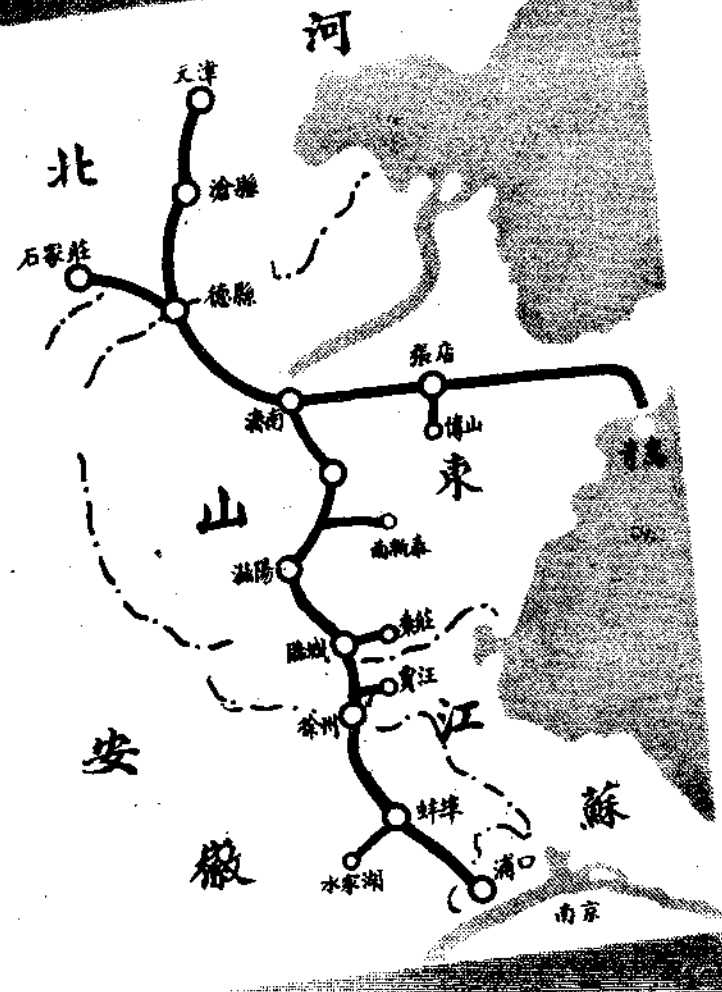 河
天津
北
滄縣
石家莊
德縣
張店
濟南
博山
青島
東
山
南新泰
滋陽
棗莊
臨城
賈汪
徐州
江
安
蚌埠
蘇
徽
浦口
水家湖
南京